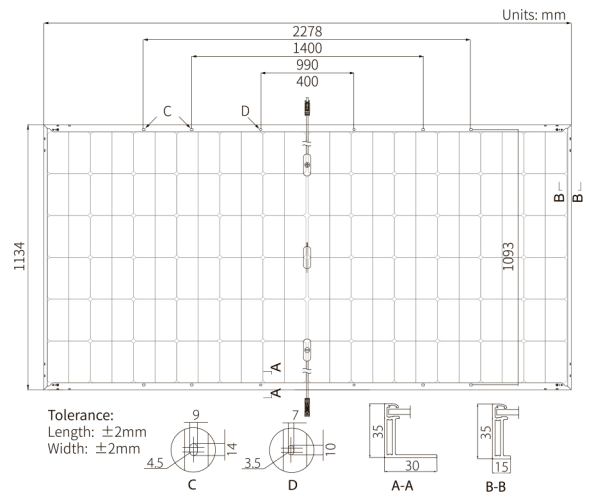 Units: mm
2278
1400
990
400
C
D
1134
1093
B
B
A
A
Tolerance:
Length: ±2mm
Width: ±2mm
9
14
4.5
C
7
10
3.5
D
35
30
A-A
35
15
B-B